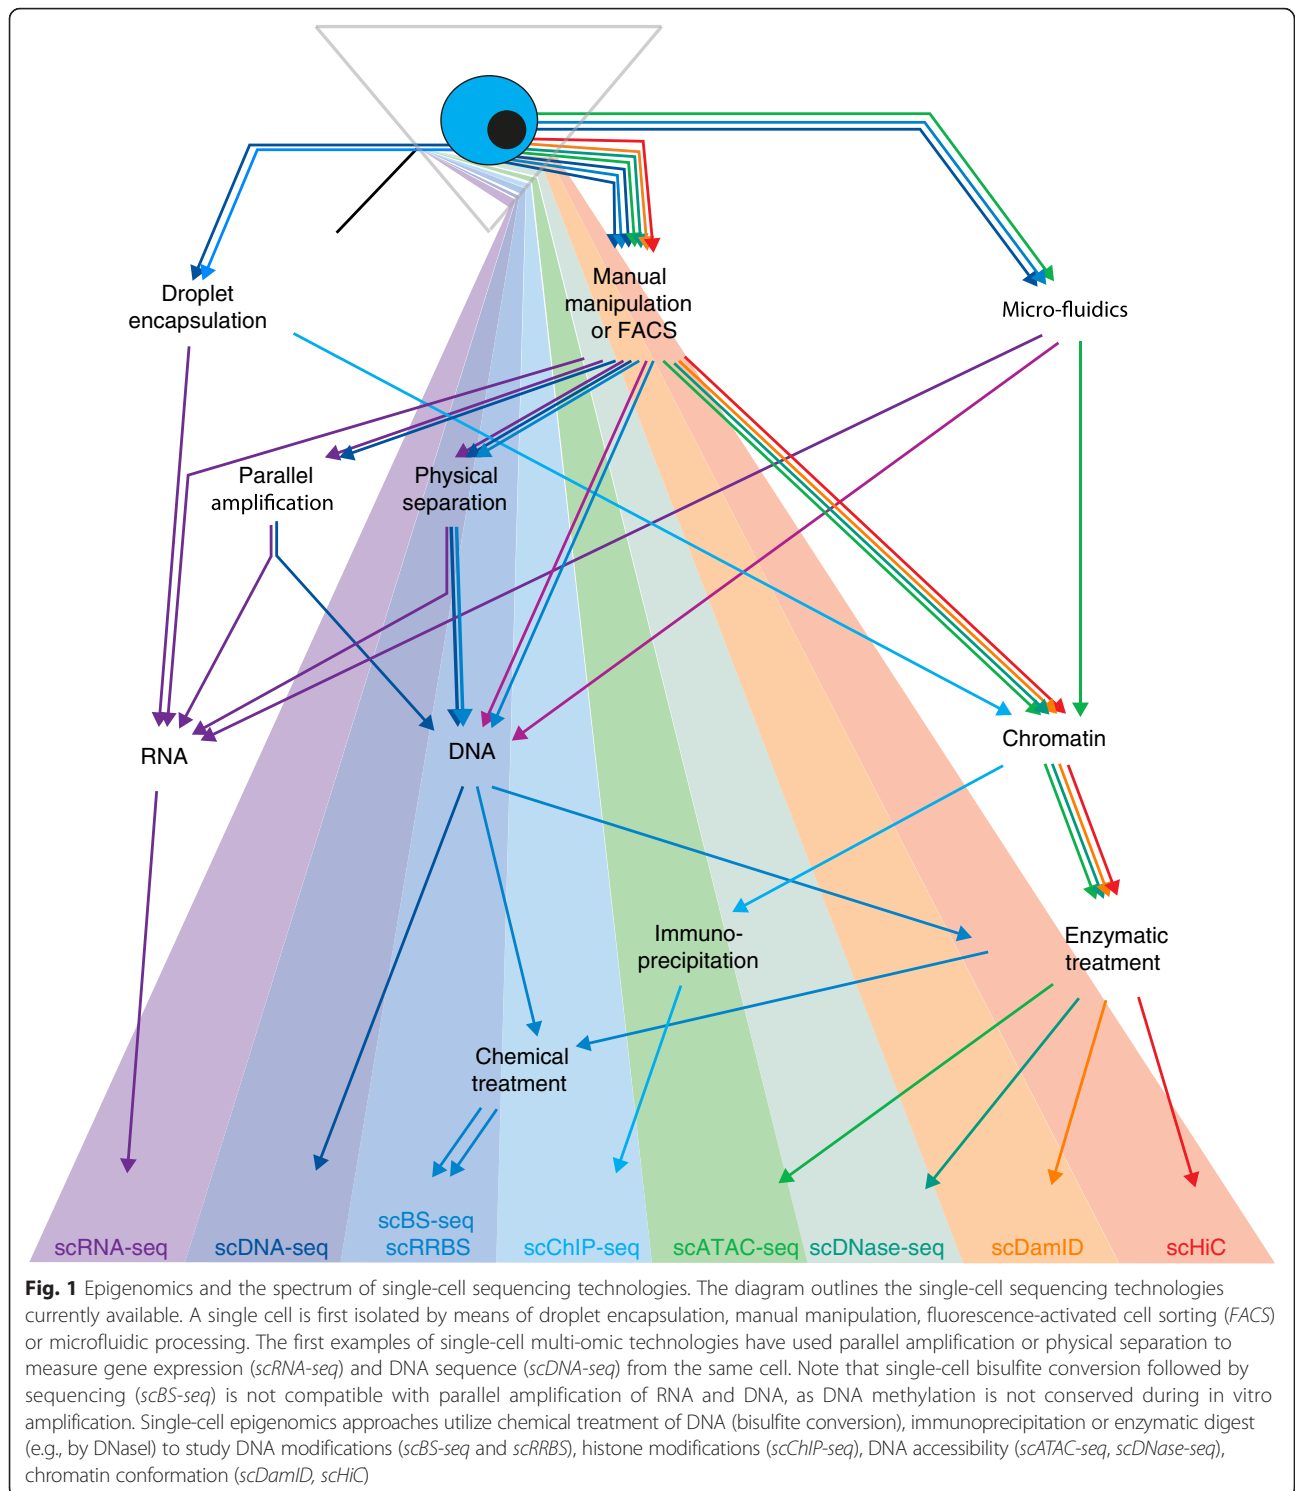 Droplet
encapsulation
Manual
manipulation
or FACS
Micro-fluidics
Parallel
amplification
Physical
separation
RNA
DNA
Chromatin
Immuno-
precipitation
Enzymatic
treatment
Chemical
treatment
scRNA-seq
scDNA-seq
scBS-seq
scRRBS
scChIP-seq
scATAC-seq
scDNase-seq
scDamID
scHiC
Fig. 1 Epigenomics and the spectrum of single-cell sequencing technologies. The diagram outlines the single-cell sequencing technologies
currently available. A single cell is first isolated by means of droplet encapsulation, manual manipulation, fluorescence-activated cell sorting (FACS)
or microfluidic processing. The first examples of single-cell multi-omic technologies have used parallel amplification or physical separation to
measure gene expression (scRNA-seq) and DNA sequence (scDNA-seq) from the same cell. Note that single-cell bisulfite conversion followed by
sequencing (scBS-seq) is not compatible with parallel amplification of RNA and DNA, as DNA methylation is not conserved during in vitro
amplification. Single-cell epigenomics approaches utilize chemical treatment of DNA (bisulfite conversion), immunoprecipitation or enzymatic digest
(e.g., by DNaseI) to study DNA modifications (scBS-seq and scRRBS), histone modifications (scChIP-seq), DNA accessibility (scATAC-seq, scDNase-seq),
chromatin conformation (scDamID, scHiC)